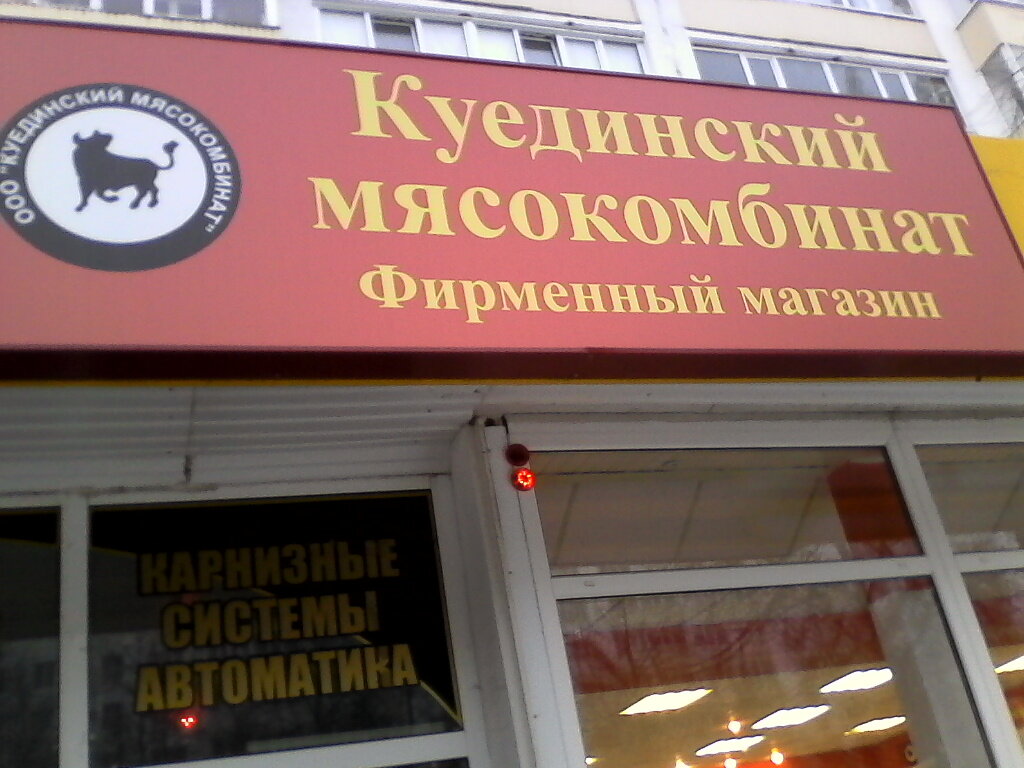 ООО "КУЕДИНСКИЙ МЯСОКОМБИНАТ"
Куединский
мясокомбинат
Фирменный магазин
КАРНИЗНЫЕ
СИСТЕМЫ
АВТОМАТИКА